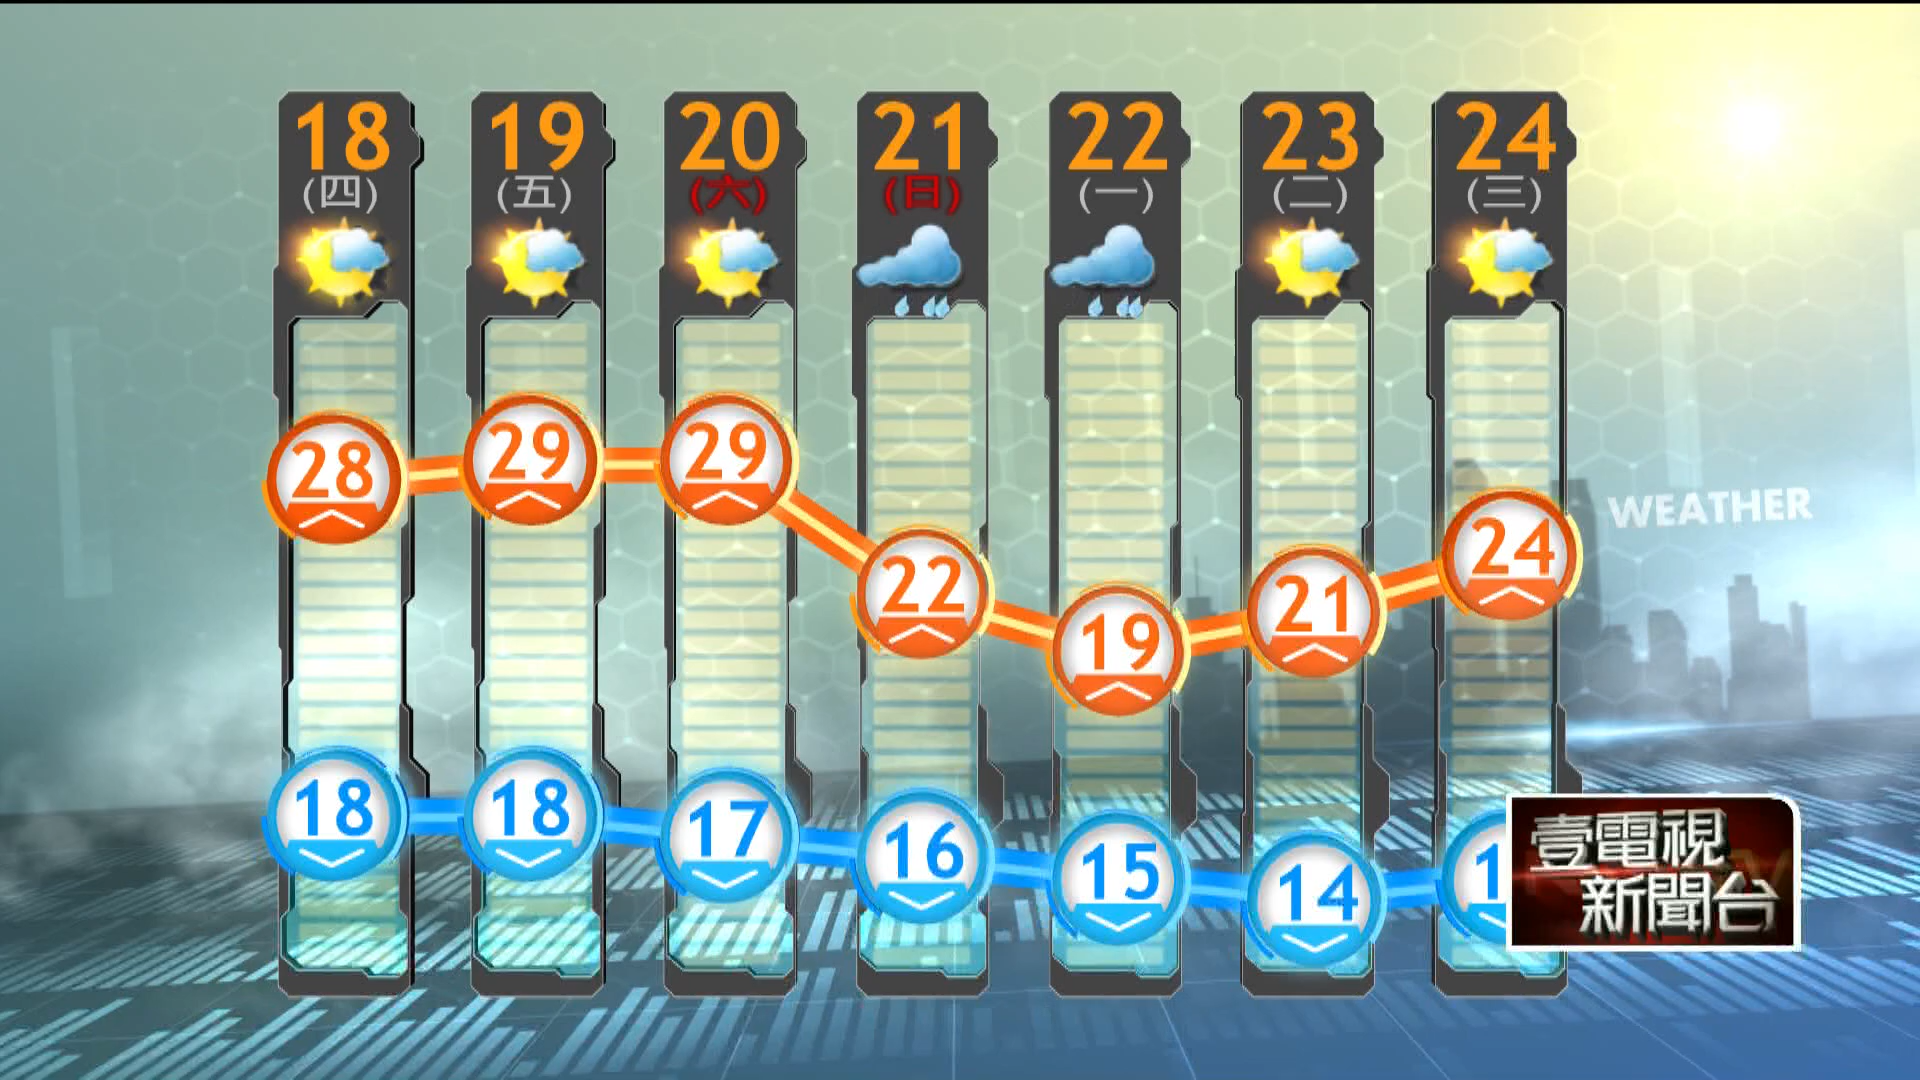 18 19 20 21 22 23 24
(四) (五) (六) (日) (一) (二) (三)
28 29 29 22 19 21 24
WEATHER
18 18 17 16 15 14
壹電視
新聞台